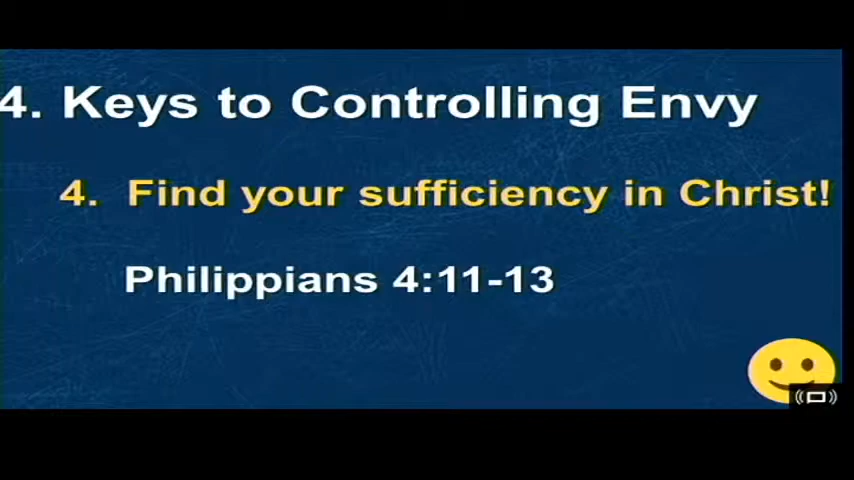 4. Keys to Controlling Envy
4. Find your sufficiency in Christ!
Philippians 4:11-13